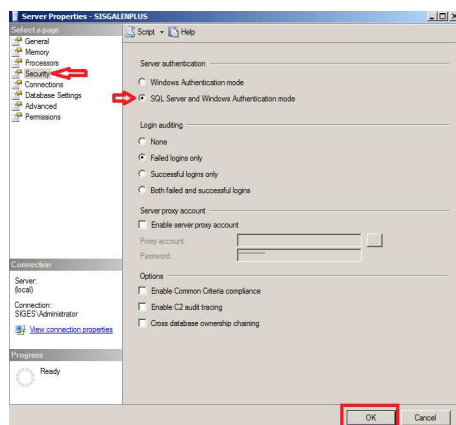 Server Properties - SISGALENPLUS
Select a page
General
Memory
Processors
Security
Connections
Database Settings
Advanced
Permissions
Script
Help
Server authentication
Windows Authentication mode
SQL Server and Windows Authentication mode
Login auditing
None
Failed logins only
Successful logins only
Both failed and successful logins
Server proxy account
Enable server proxy account
Proxy account:
Password:
**********
Options
Enable Common Criteria compliance
Enable C2 audit tracing
Cross database ownership chaining
Connection
Server:
(local)
Connection:
SIGES\Administrator
View connection properties
Progress
Ready
OK
Cancel